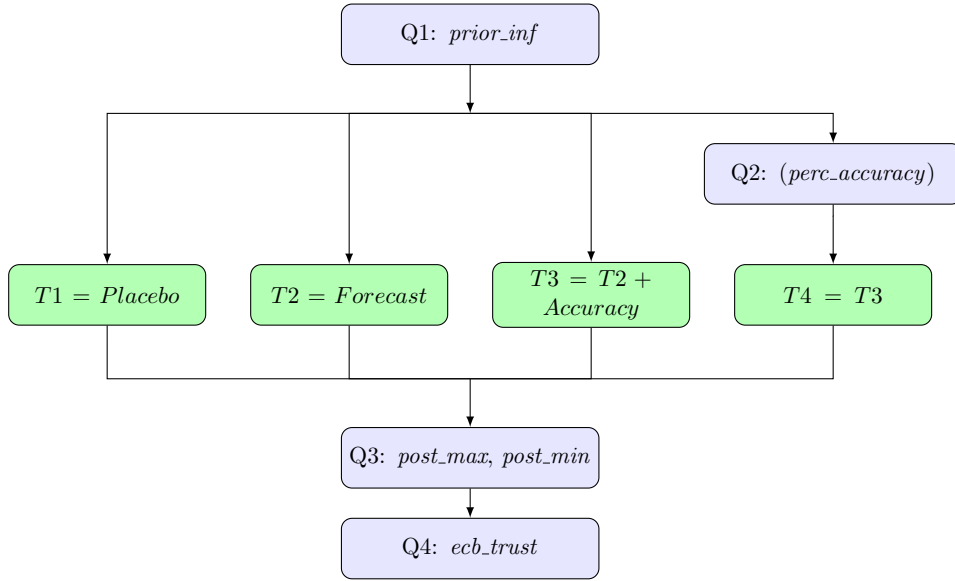 Q1: prior_inf
Q2: (perc_accuracy)
T1 = Placebo
T2 = Forecast
T3 = T2 +
Accuracy
T4 = T3
Q3: post_max, post_min
Q4: ecb_trust